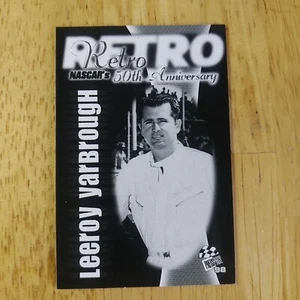 RETRO
Retro
NASCAR's 50th Anniversary
LEEROY YARBROUGH
98